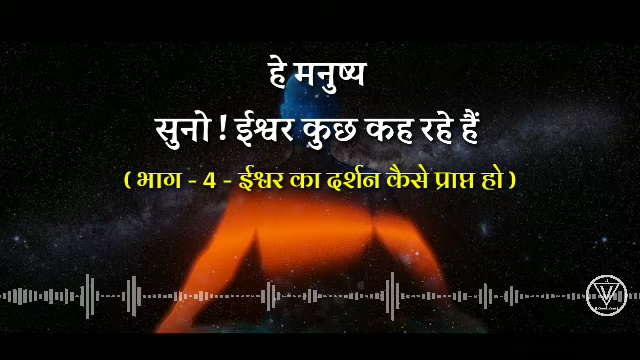 हे मनुष्य
सुनो ! ईश्वर कुछ कह रहे हैं
( भाग - 4 - ईश्वर का दर्शन कैसे प्राप्त हो )